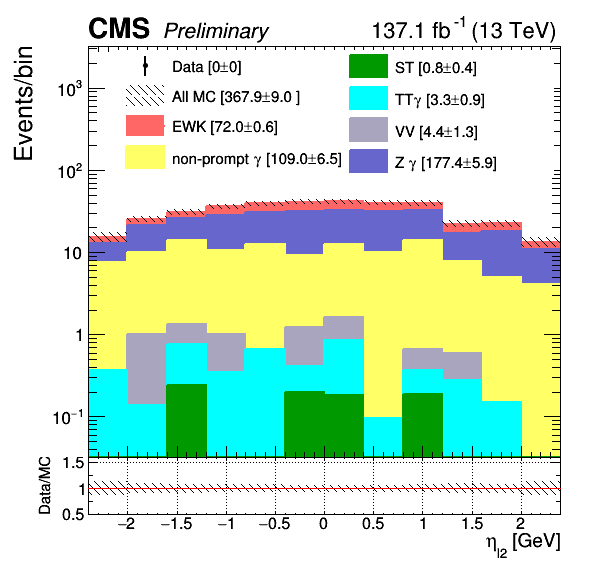 CMS Preliminary 137.1 fb⁻¹ (13 TeV)
Events/bin
Data [0±0]
All MC [367.9±9.0 ]
EWK [72.0±0.6]
non-prompt γ [109.0±6.5]
ST [0.8±0.4]
TTγ [3.3±0.9]
VV [4.4±1.3]
Z γ [177.4±5.9]
10³
10²
10
1
10⁻¹
Data/MC
1.5
1
0.5
−2 −1.5 −1 −0.5 0 0.5 1 1.5 2
η_l2 [GeV]